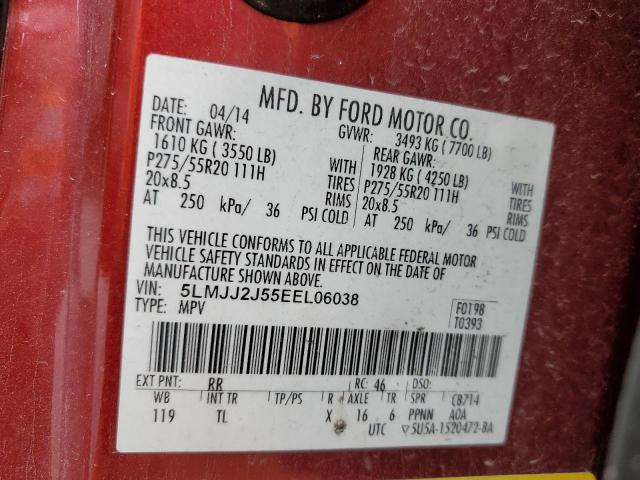 MFD. BY FORD MOTOR CO.
DATE: 04/14 GVWR: 3493 KG ( 7700 LB)
FRONT GAWR: REAR GAWR:
1610 KG ( 3550 LB) WITH 1928 KG ( 4250 LB) WITH
P275/55R20 111H TIRES P275/55R20 111H TIRES
20x8.5 RIMS 20x8.5 RIMS
AT 250 kPa/ 36 PSI COLD AT 250 kPa/ 36 PSI COLD
THIS VEHICLE CONFORMS TO ALL APPLICABLE FEDERAL MOTOR
VEHICLE SAFETY STANDARDS IN EFFECT ON THE DATE OF
MANUFACTURE SHOWN ABOVE.
VIN: 5LMJJ2J55EEL06038
TYPE: MPV
F0198
T0393
EXT PNT: RR RC: 46 DSO:
WB INT TR TP/PS R AXLE TR SPR CB714
119 TL X 16 6 PPNN AOA
UTC ▽5U5A-1520472-BA